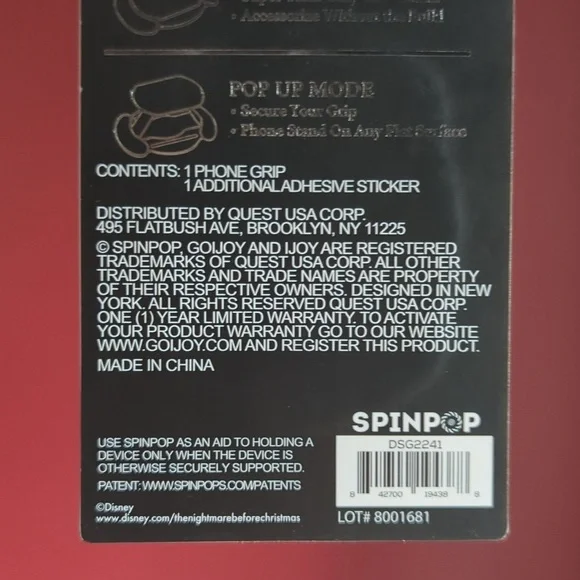 • Accessorize Without the Bulk!
POP UP MODE
• Secure Your Grip
• Phone Stand On Any Flat Surface
CONTENTS: 1 PHONE GRIP
1 ADDITIONAL ADHESIVE STICKER
DISTRIBUTED BY QUEST USA CORP.
495 FLATBUSH AVE, BROOKLYN, NY 11225
© SPINPOP, GOIJOY AND IJOY ARE REGISTERED
TRADEMARKS OF QUEST USA CORP. ALL OTHER
TRADEMARKS AND TRADE NAMES ARE PROPERTY
OF THEIR RESPECTIVE OWNERS. DESIGNED IN NEW
YORK. ALL RIGHTS RESERVED QUEST USA CORP.
ONE (1) YEAR LIMITED WARRANTY. TO ACTIVATE
YOUR PRODUCT WARRANTY GO TO OUR WEBSITE
WWW.GOIJOY.COM AND REGISTER THIS PRODUCT.
MADE IN CHINA
SPINPOP
DSG2241
8 42700 19438 8
LOT# 8001681
USE SPINPOP AS AN AID TO HOLDING A
DEVICE ONLY WHEN THE DEVICE IS
OTHERWISE SECURELY SUPPORTED.
PATENT: WWW.SPINPOPS.COM/PATENTS
©Disney
www.disney.com/thenightmarebeforechristmas